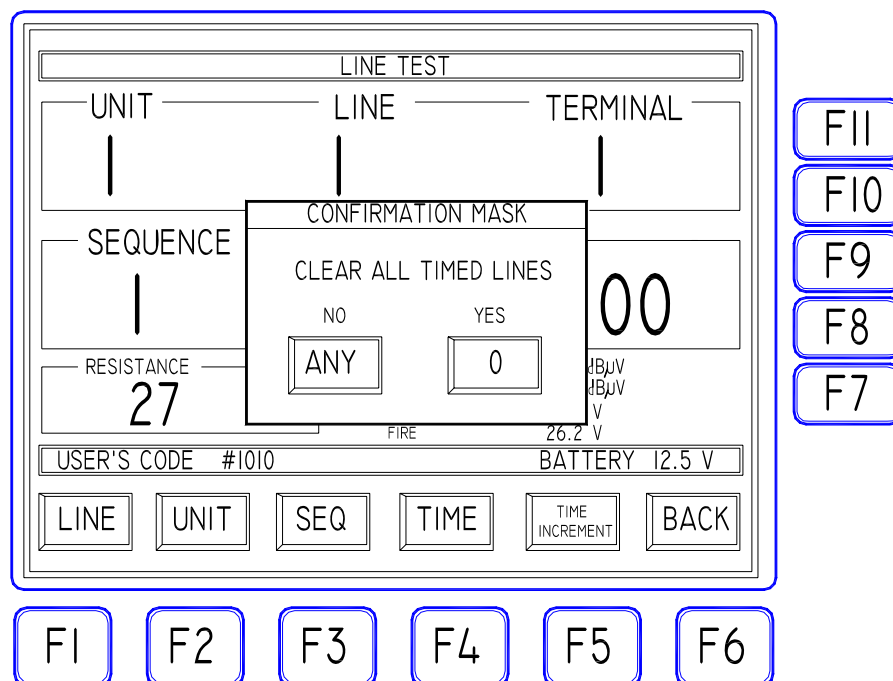 LINE TEST
UNIT LINE TERMINAL
1 1 1
CONFIRMATION MASK
SEQUENCE
CLEAR ALL TIMED LINES
1
00
NO YES
ANY 0
RESISTANCE
27
dBµV
dBµV
V
FIRE 26.2 V
USER'S CODE #1010 BATTERY 12.5 V
LINE UNIT SEQ TIME TIME INCREMENT BACK
F1 F2 F3 F4 F5 F6
F11
F10
F9
F8
F7